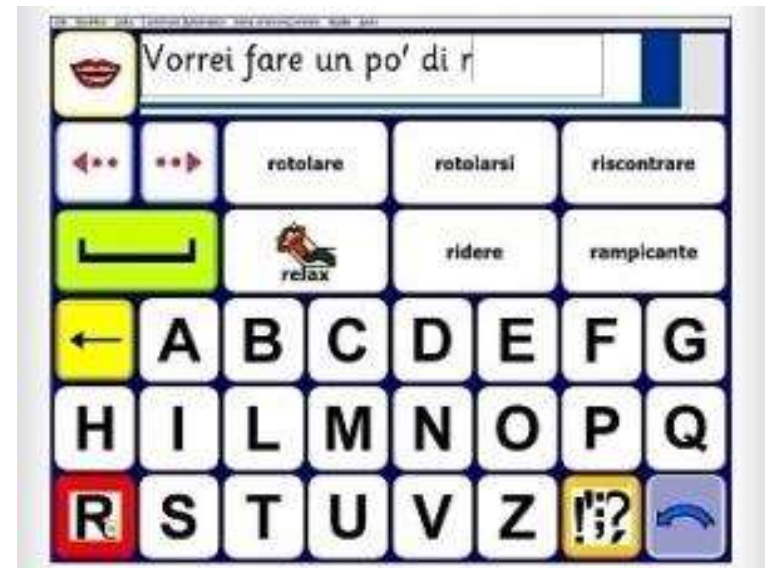 Vorrei fare un po' di r
rotolare rotolarsi riscontrare
relax ridere rampicante
A B C D E F G
H I L M N O P Q
R S T U V Z !';?